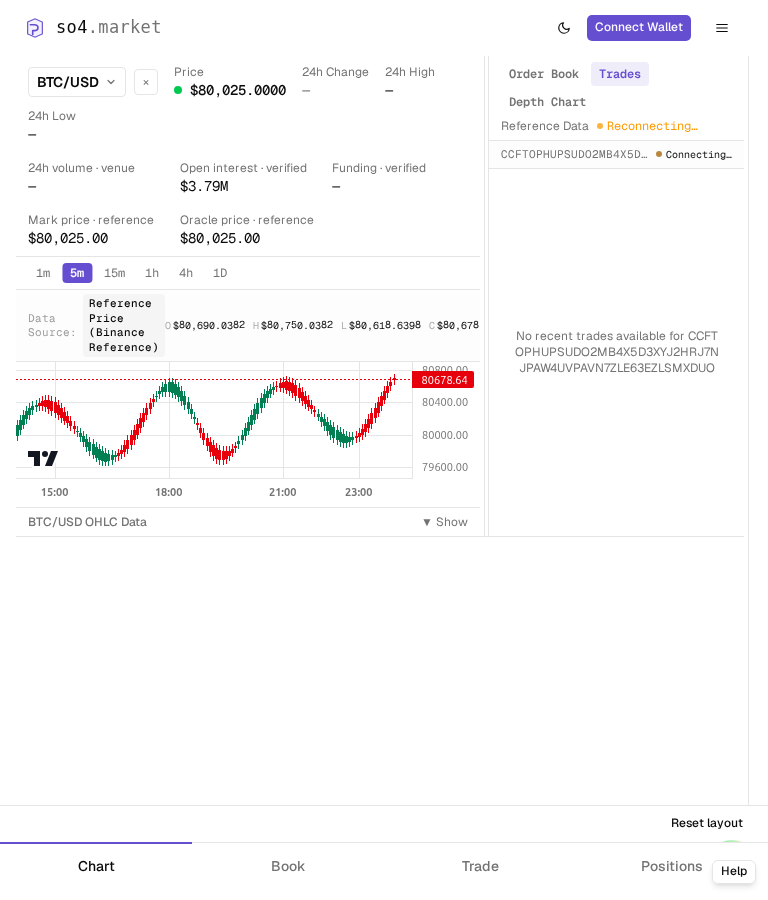 so4.market
Connect Wallet
BTC/USD
×
Price
$80,025.0000
24h Change
—
24h High
—
24h Low
—
24h volume · venue
—
Open interest · verified
$3.79M
Funding · verified
—
Mark price · reference
$80,025.00
Oracle price · reference
$80,025.00
1m 5m 15m 1h 4h 1D
Data
Source:
Reference
Price
(Binance
Reference)
O $80,690.0382 H $80,750.0382 L $80,618.6398 C $80,678
80800.00
80678.64
80400.00
80000.00
79600.00
15:00 18:00 21:00 23:00
BTC/USD OHLC Data
▼ Show
Order Book Trades
Depth Chart
Reference Data Reconnecting…
CCFTOPHUPSUDO2MB4X5D… Connecting…
No recent trades available for CCFT
OPHUPSUDO2MB4X5D3XYJ2HRJ7N
JPAW4UVPAVN7ZLE63EZLSMXDUO
Reset layout
Chart Book Trade Positions
Help